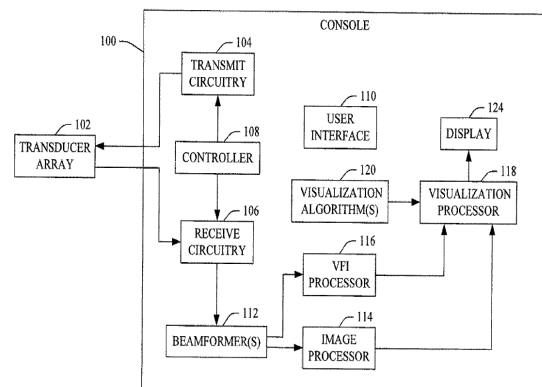 CONSOLE
100
104
TRANSMIT
CIRCUITRY
102
TRANSDUCER
ARRAY
108
CONTROLLER
110
USER
INTERFACE
124
DISPLAY
120
VISUALIZATION
ALGORITHM(S)
118
VISUALIZATION
PROCESSOR
106
RECEIVE
CIRCUITRY
116
VFI
PROCESSOR
112
BEAMFORMER(S)
114
IMAGE
PROCESSOR